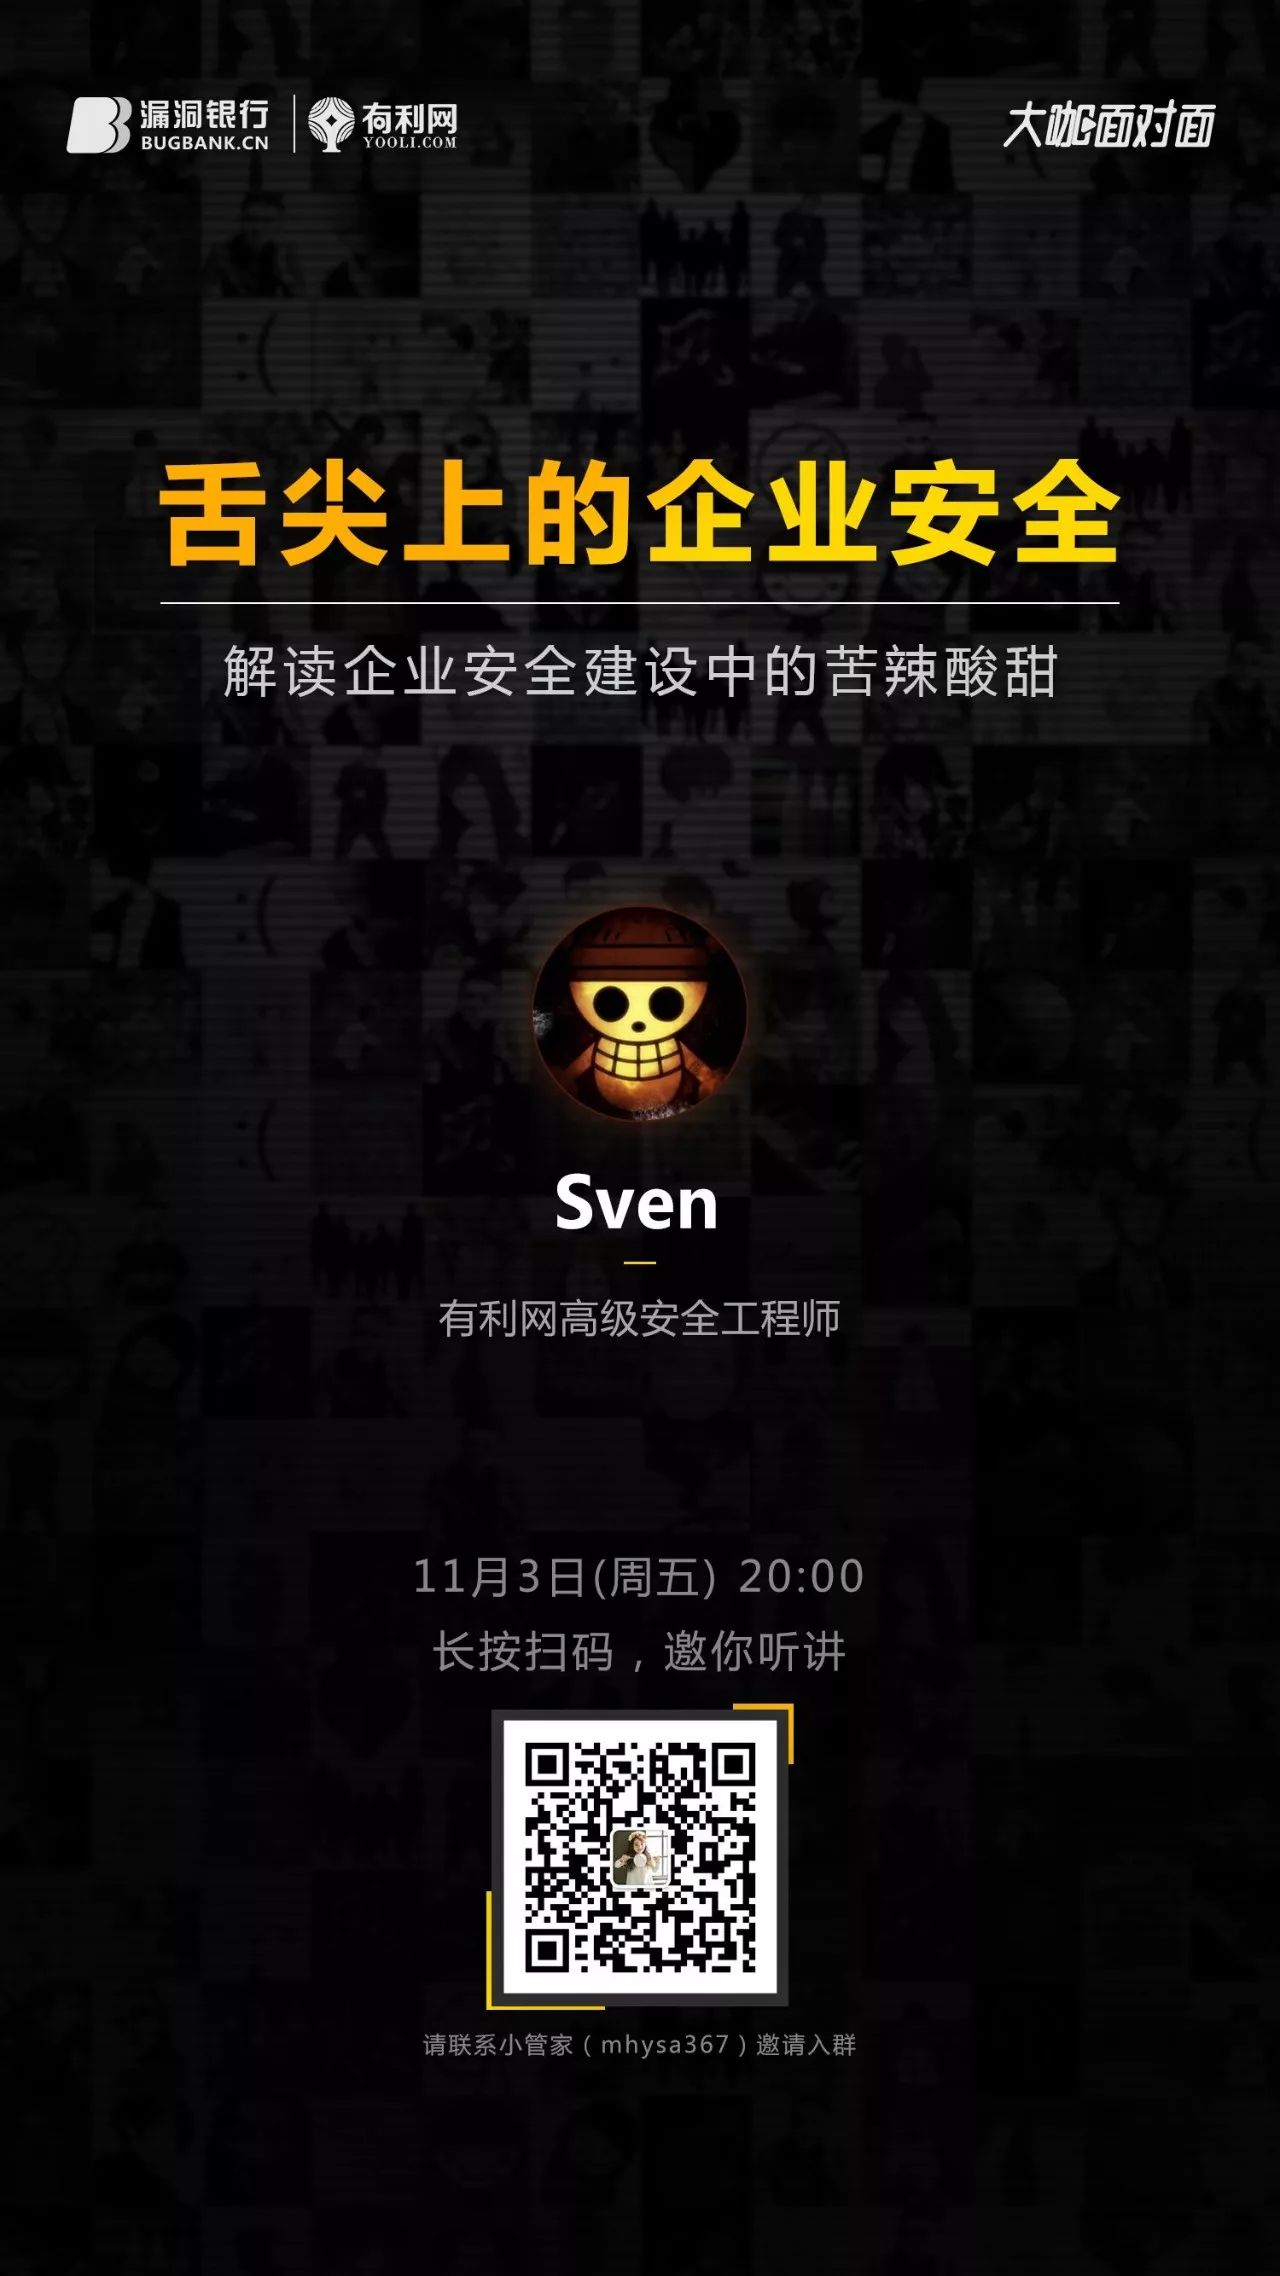 漏洞银行
BUGBANK.CN
有利网
YOOLI.COM
大咖面对面
舌尖上的企业安全
解读企业安全建设中的苦辣酸甜
Sven
有利网高级安全工程师
11月3日(周五) 20:00
长按扫码，邀你听讲
请联系小管家（mhysa367）邀请入群